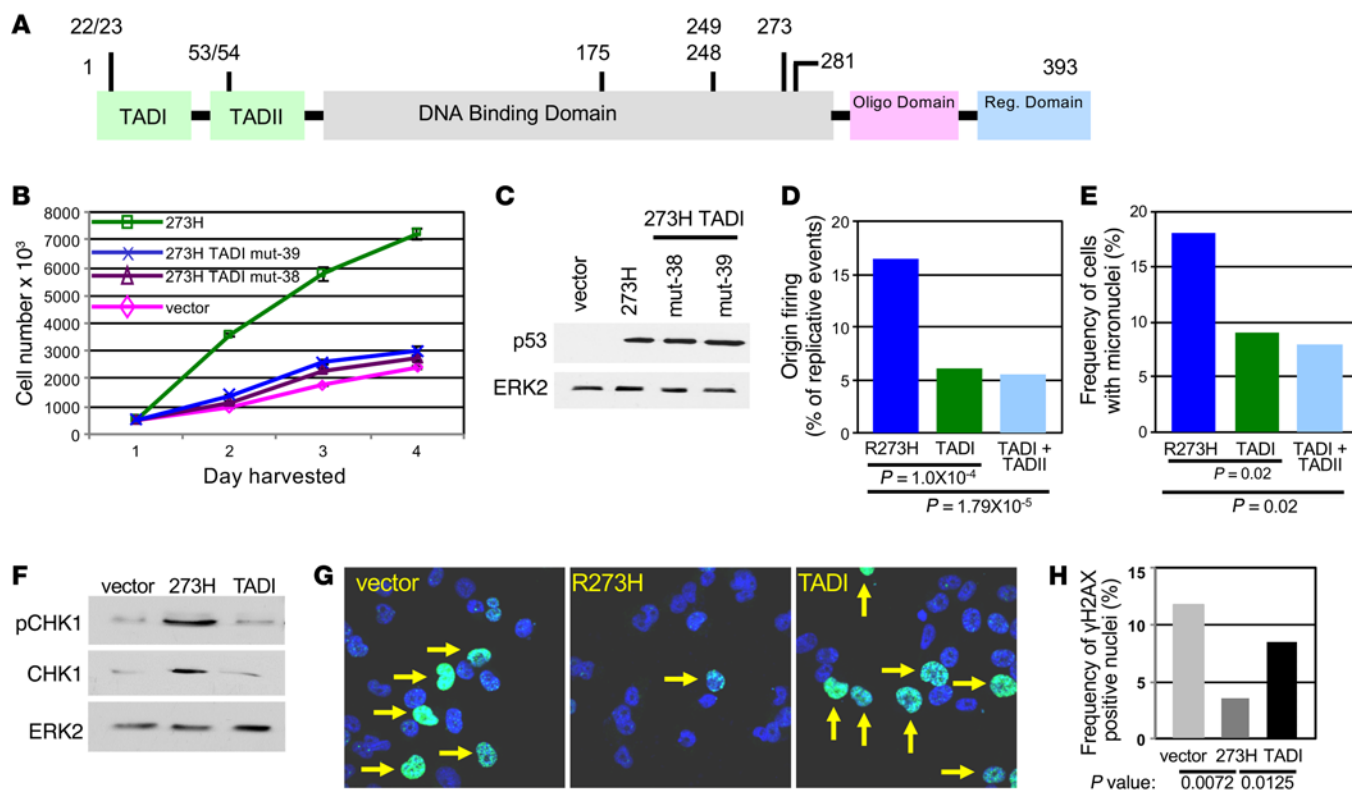 A
22/23
1
53/54
175
249
248
273
281
393
TADI
TADII
DNA Binding Domain
Oligo Domain
Reg. Domain
B
8000
7000
6000
5000
4000
3000
2000
1000
0
Cell number x 10³
273H
273H TADI mut-39
273H TADI mut-38
vector
1 2 3 4
Day harvested
C
273H TADI
vector
273H
mut-38
mut-39
p53
ERK2
D
Origin firing
(% of replicative events)
20
15
10
5
0
R273H TADI TADI +
TADII
P = 1.0X10⁻⁴
P = 1.79X10⁻⁵
E
Frequency of cells
with micronuclei (%)
20
15
10
5
0
R273H TADI TADI +
TADII
P = 0.02
P = 0.02
F
vector 273H TADI
pCHK1
CHK1
ERK2
G
vector
R273H
TADI
H
Frequency of γH2AX
positive nuclei (%)
15
10
5
0
vector 273H TADI
P value: 0.0072 0.0125